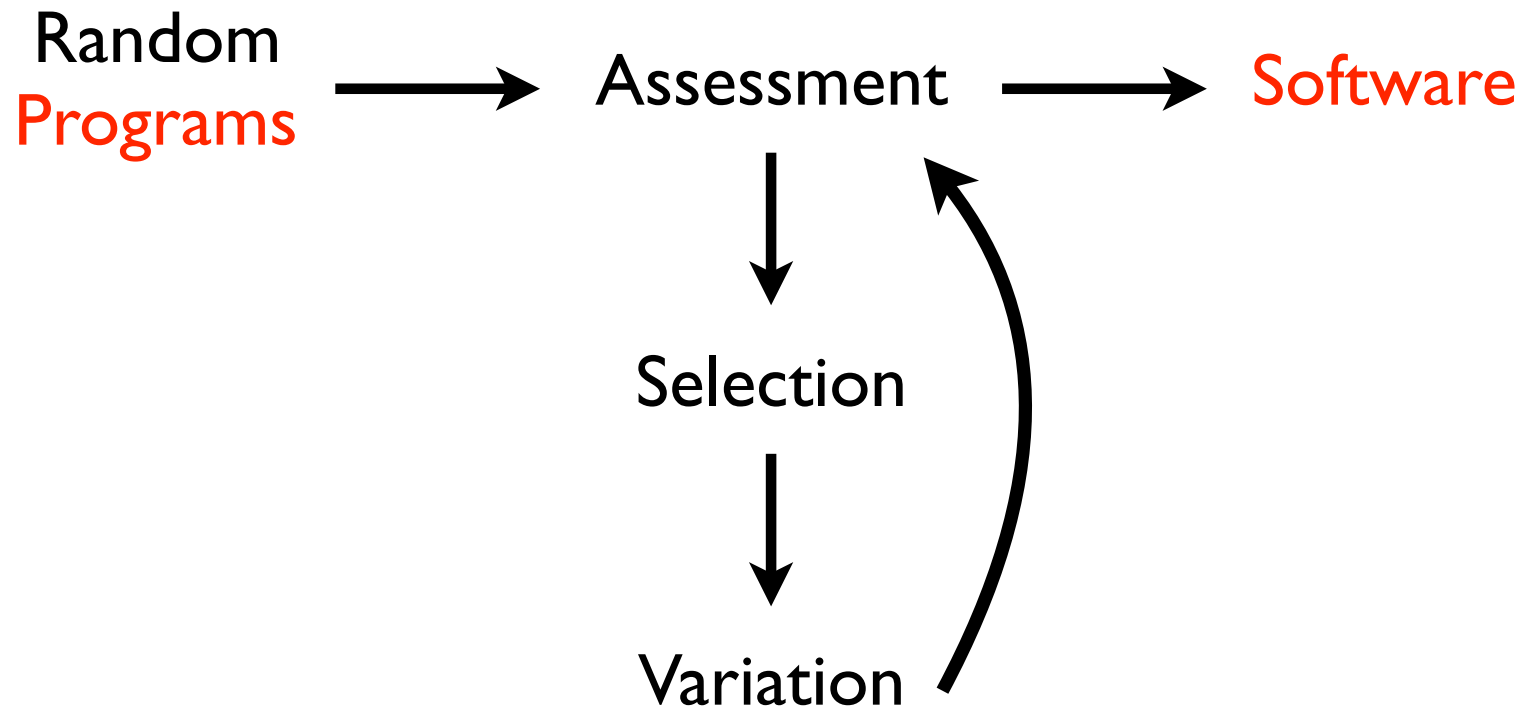 Random
Programs
Assessment
Software
Selection
Variation